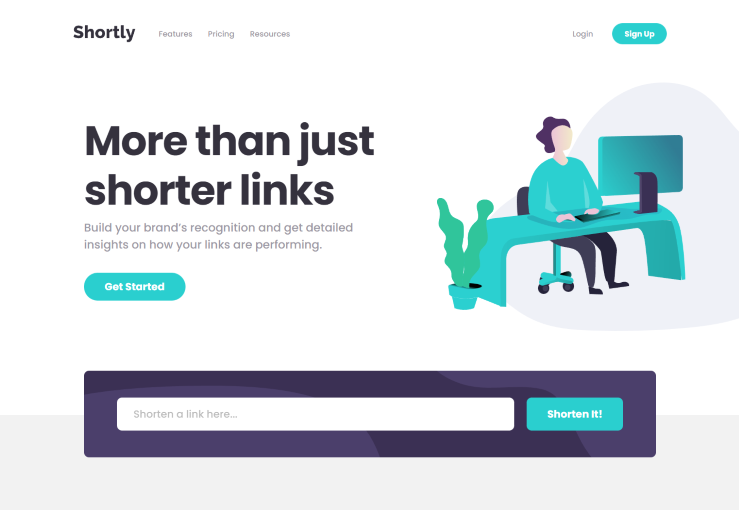 Shortly Features Pricing Resources Login Sign Up
More than just
shorter links
Build your brand’s recognition and get detailed
insights on how your links are performing.
Get Started
Shorten a link here... Shorten It!